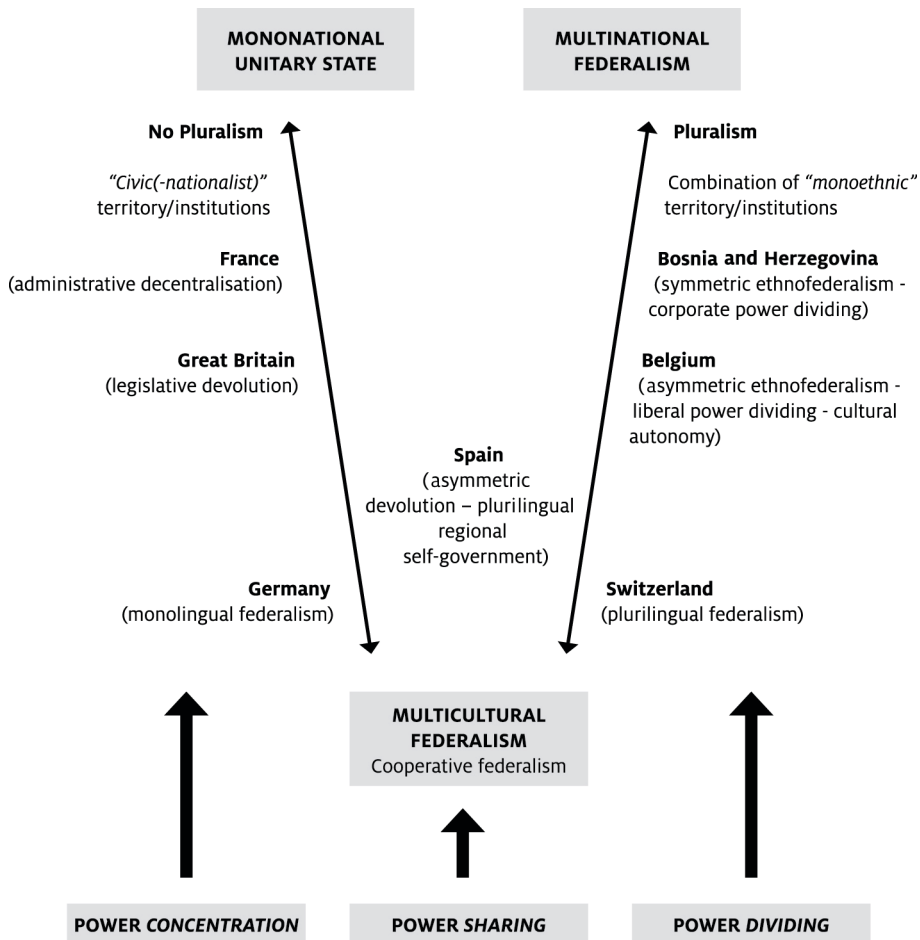 MONONATIONAL
UNITARY STATE
MULTINATIONAL
FEDERALISM
No Pluralism
“Civic(-nationalist)”
territory/institutions
France
(administrative decentralisation)
Great Britain
(legislative devolution)
Germany
(monolingual federalism)
Spain
(asymmetric
devolution – plurilingual
regional
self-government)
Pluralism
Combination of “monoethnic”
territory/institutions
Bosnia and Herzegovina
(symmetric ethnofederalism -
corporate power dividing)
Belgium
(asymmetric ethnofederalism -
liberal power dividing - cultural
autonomy)
Switzerland
(plurilingual federalism)
MULTICULTURAL
FEDERALISM
Cooperative federalism
POWER CONCENTRATION
POWER SHARING
POWER DIVIDING